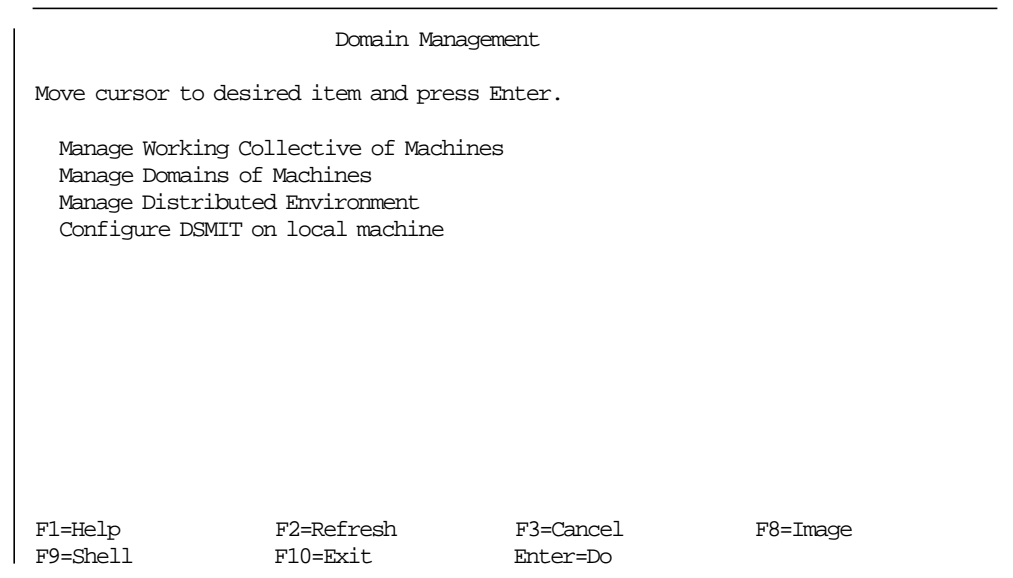 Domain Management
Move cursor to desired item and press Enter.
Manage Working Collective of Machines
Manage Domains of Machines
Manage Distributed Environment
Configure DSMIT on local machine
F1=Help F2=Refresh F3=Cancel F8=Image
F9=Shell F10=Exit Enter=Do